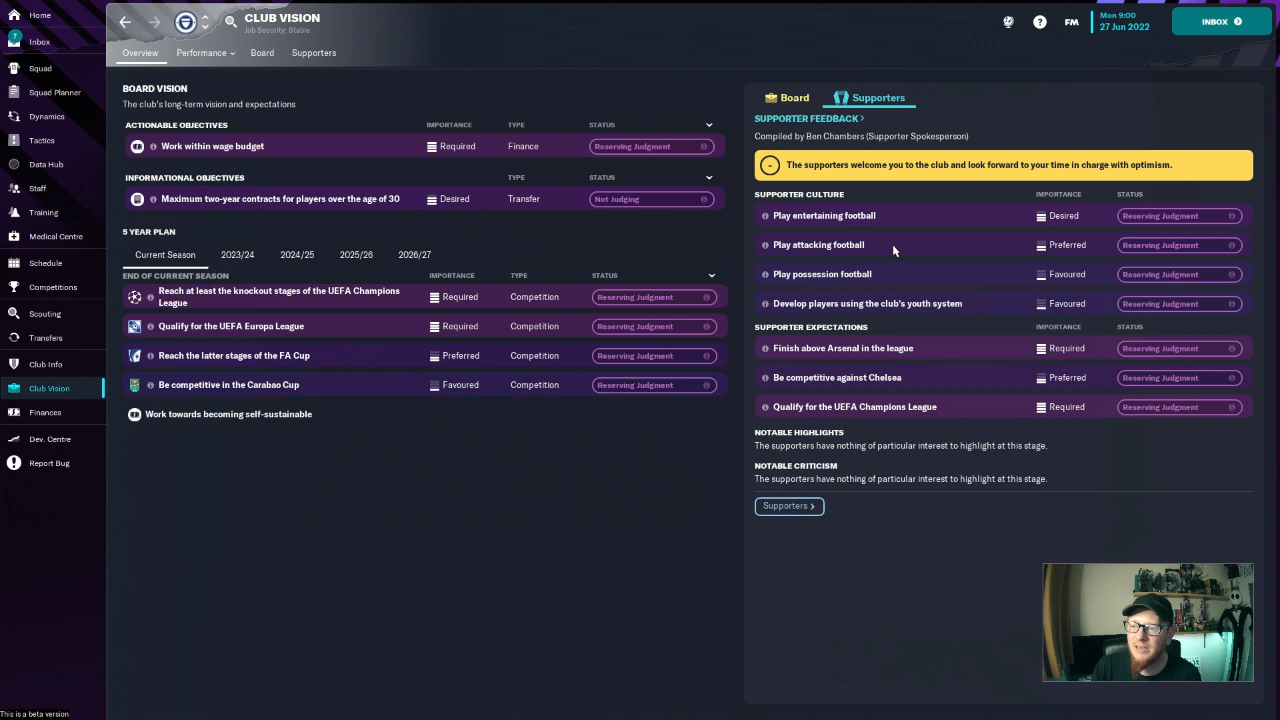 CLUB VISION
Job Security: Stable
Mon 9:00
27 Jun 2022
FM
INBOX
Overview
Performance
Board
Supporters
Home
7
Inbox
Squad
Squad Planner
Dynamics
Tactics
Data Hub
Staff
Training
Medical Centre
Schedule
Competitions
Scouting
Transfers
Club Info
Club Vision
Finances
Dev. Centre
Report Bug
This is a beta version
BOARD VISION
The club's long-term vision and expectations
ACTIONABLE OBJECTIVES IMPORTANCE TYPE STATUS
Work within wage budget Required Finance Reserving Judgment
INFORMATIONAL OBJECTIVES TYPE STATUS
Maximum two-year contracts for players over the age of 30 Desired Transfer Not Judging
5 YEAR PLAN
Current Season 2023/24 2024/25 2025/26 2026/27
END OF CURRENT SEASON IMPORTANCE TYPE STATUS
Reach at least the knockout stages of the UEFA Champions
League Required Competition Reserving Judgment
Qualify for the UEFA Europa League Required Competition Reserving Judgment
Reach the latter stages of the FA Cup Preferred Competition Reserving Judgment
Be competitive in the Carabao Cup Favoured Competition Reserving Judgment
Work towards becoming self-sustainable
Board Supporters
SUPPORTER FEEDBACK >
Compiled by Ben Chambers (Supporter Spokesperson)
- The supporters welcome you to the club and look forward to your time in charge with optimism.
SUPPORTER CULTURE IMPORTANCE STATUS
Play entertaining football Desired Reserving Judgment
Play attacking football Preferred Reserving Judgment
Play possession football Favoured Reserving Judgment
Develop players using the club's youth system Favoured Reserving Judgment
SUPPORTER EXPECTATIONS IMPORTANCE STATUS
Finish above Arsenal in the league Required Reserving Judgment
Be competitive against Chelsea Preferred Reserving Judgment
Qualify for the UEFA Champions League Required Reserving Judgment
NOTABLE HIGHLIGHTS
The supporters have nothing of particular interest to highlight at this stage.
NOTABLE CRITICISM
The supporters have nothing of particular interest to highlight at this stage.
Supporters >